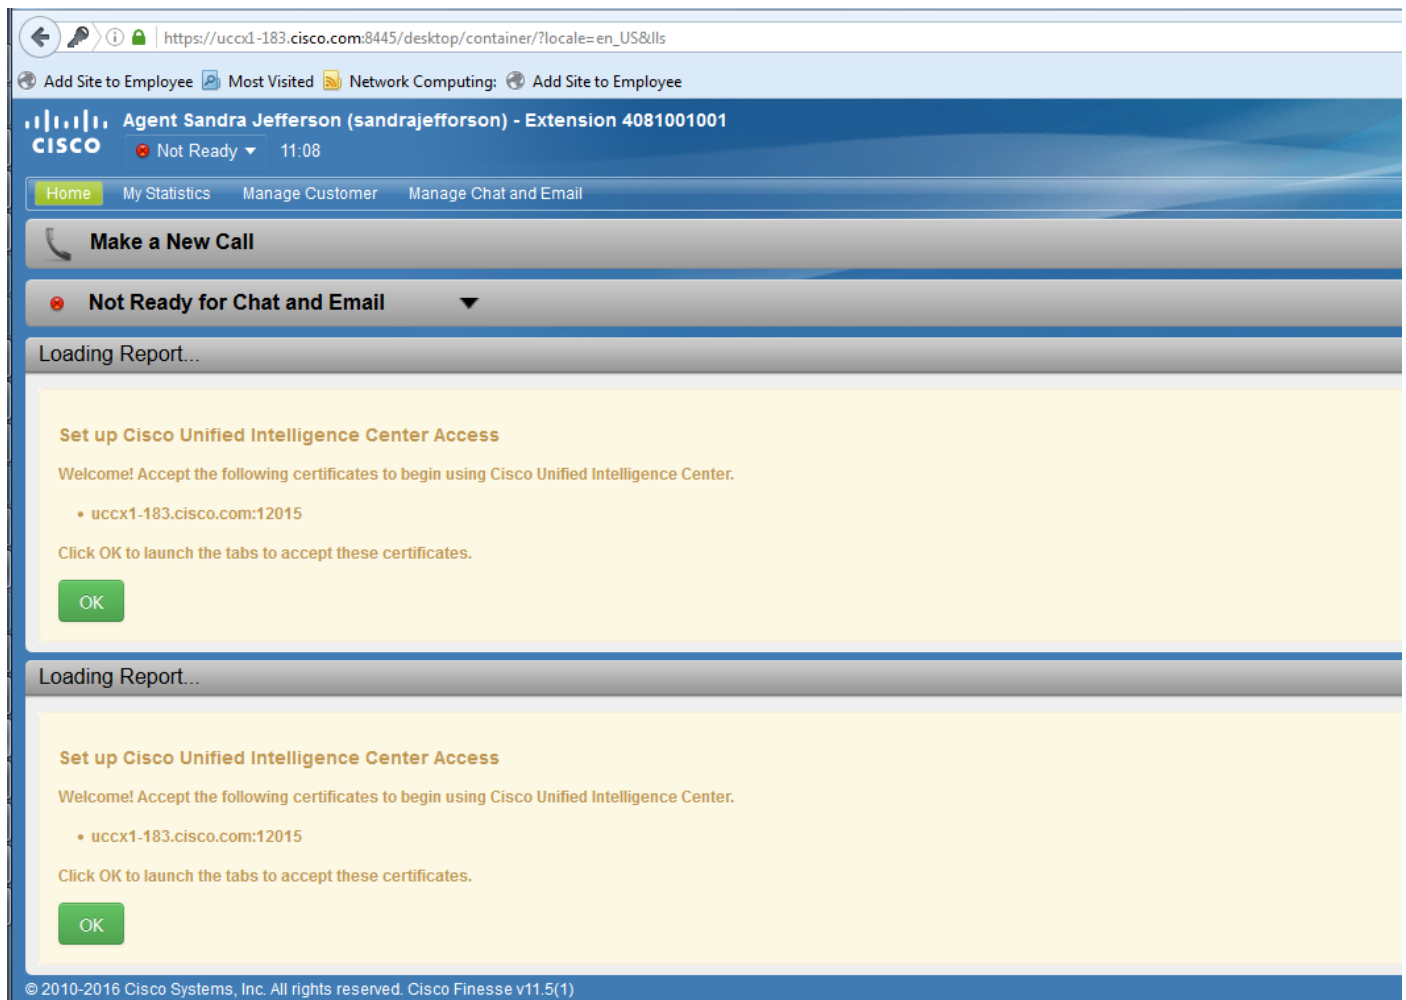 https://uccx1-183.cisco.com:8445/desktop/container/?locale=en_US&lls
Add Site to Employee Most Visited Network Computing: Add Site to Employee
Agent Sandra Jefferson (sandrajefforson) - Extension 4081001001
CISCO
Not Ready 11:08
Home My Statistics Manage Customer Manage Chat and Email
Make a New Call
Not Ready for Chat and Email
Loading Report...
Set up Cisco Unified Intelligence Center Access
Welcome! Accept the following certificates to begin using Cisco Unified Intelligence Center.
• uccx1-183.cisco.com:12015
Click OK to launch the tabs to accept these certificates.
OK
Loading Report...
Set up Cisco Unified Intelligence Center Access
Welcome! Accept the following certificates to begin using Cisco Unified Intelligence Center.
• uccx1-183.cisco.com:12015
Click OK to launch the tabs to accept these certificates.
OK
© 2010-2016 Cisco Systems, Inc. All rights reserved. Cisco Finesse v11.5(1)